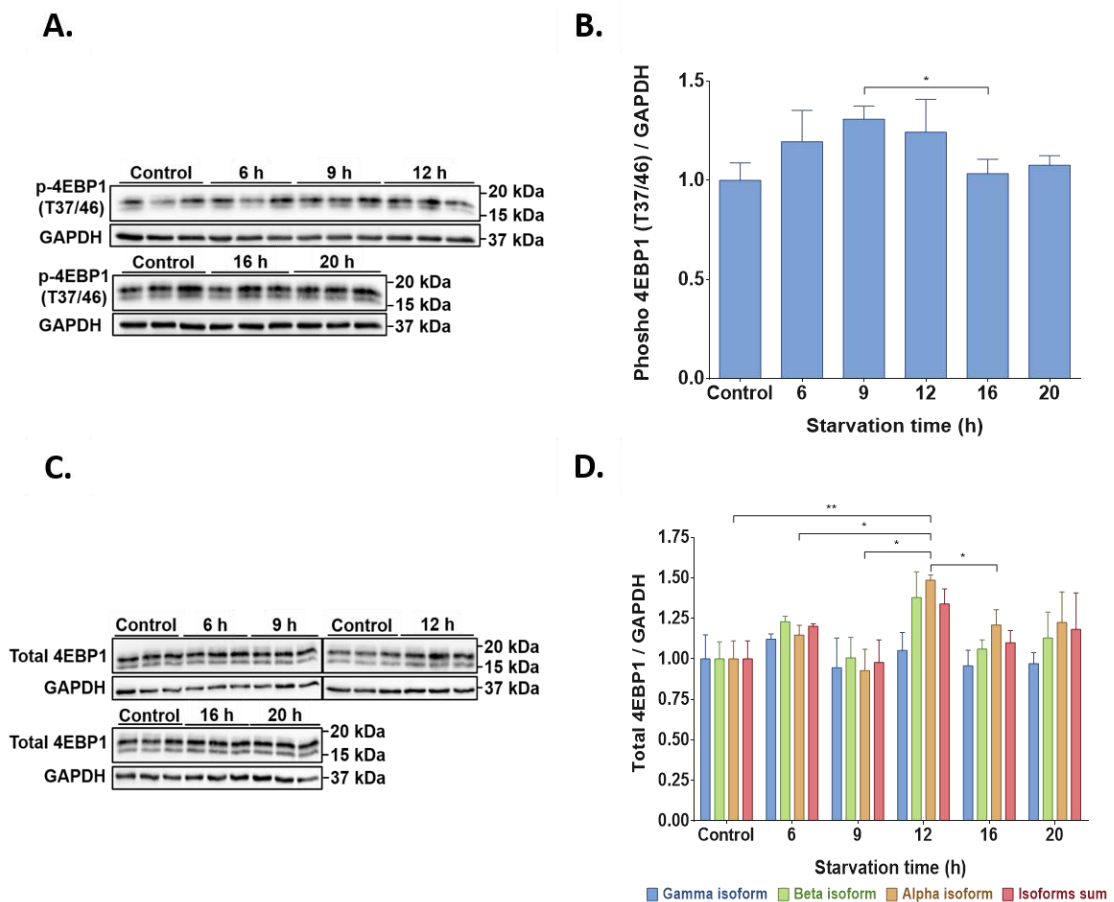 A.
Control 6 h 9 h 12 h
p-4EBP1
(T37/46)
20 kDa
15 kDa
GAPDH
37 kDa
Control 16 h 20 h
p-4EBP1
(T37/46)
20 kDa
15 kDa
GAPDH
37 kDa
B.
Phosho 4EBP1 (T37/46) / GAPDH
1.5
1.0
0.5
0.0
*
Control 6 9 12 16 20
Starvation time (h)
C.
Control 6 h 9 h Control 12 h
Total 4EBP1
20 kDa
15 kDa
GAPDH
37 kDa
Control 16 h 20 h
Total 4EBP1
20 kDa
15 kDa
GAPDH
37 kDa
D.
Total 4EBP1 / GAPDH
1.75
1.50
1.25
1.00
0.75
0.50
0.25
0.00
**
*
*
*
Control 6 9 12 16 20
Starvation time (h)
Gamma isoform Beta isoform Alpha isoform Isoforms sum